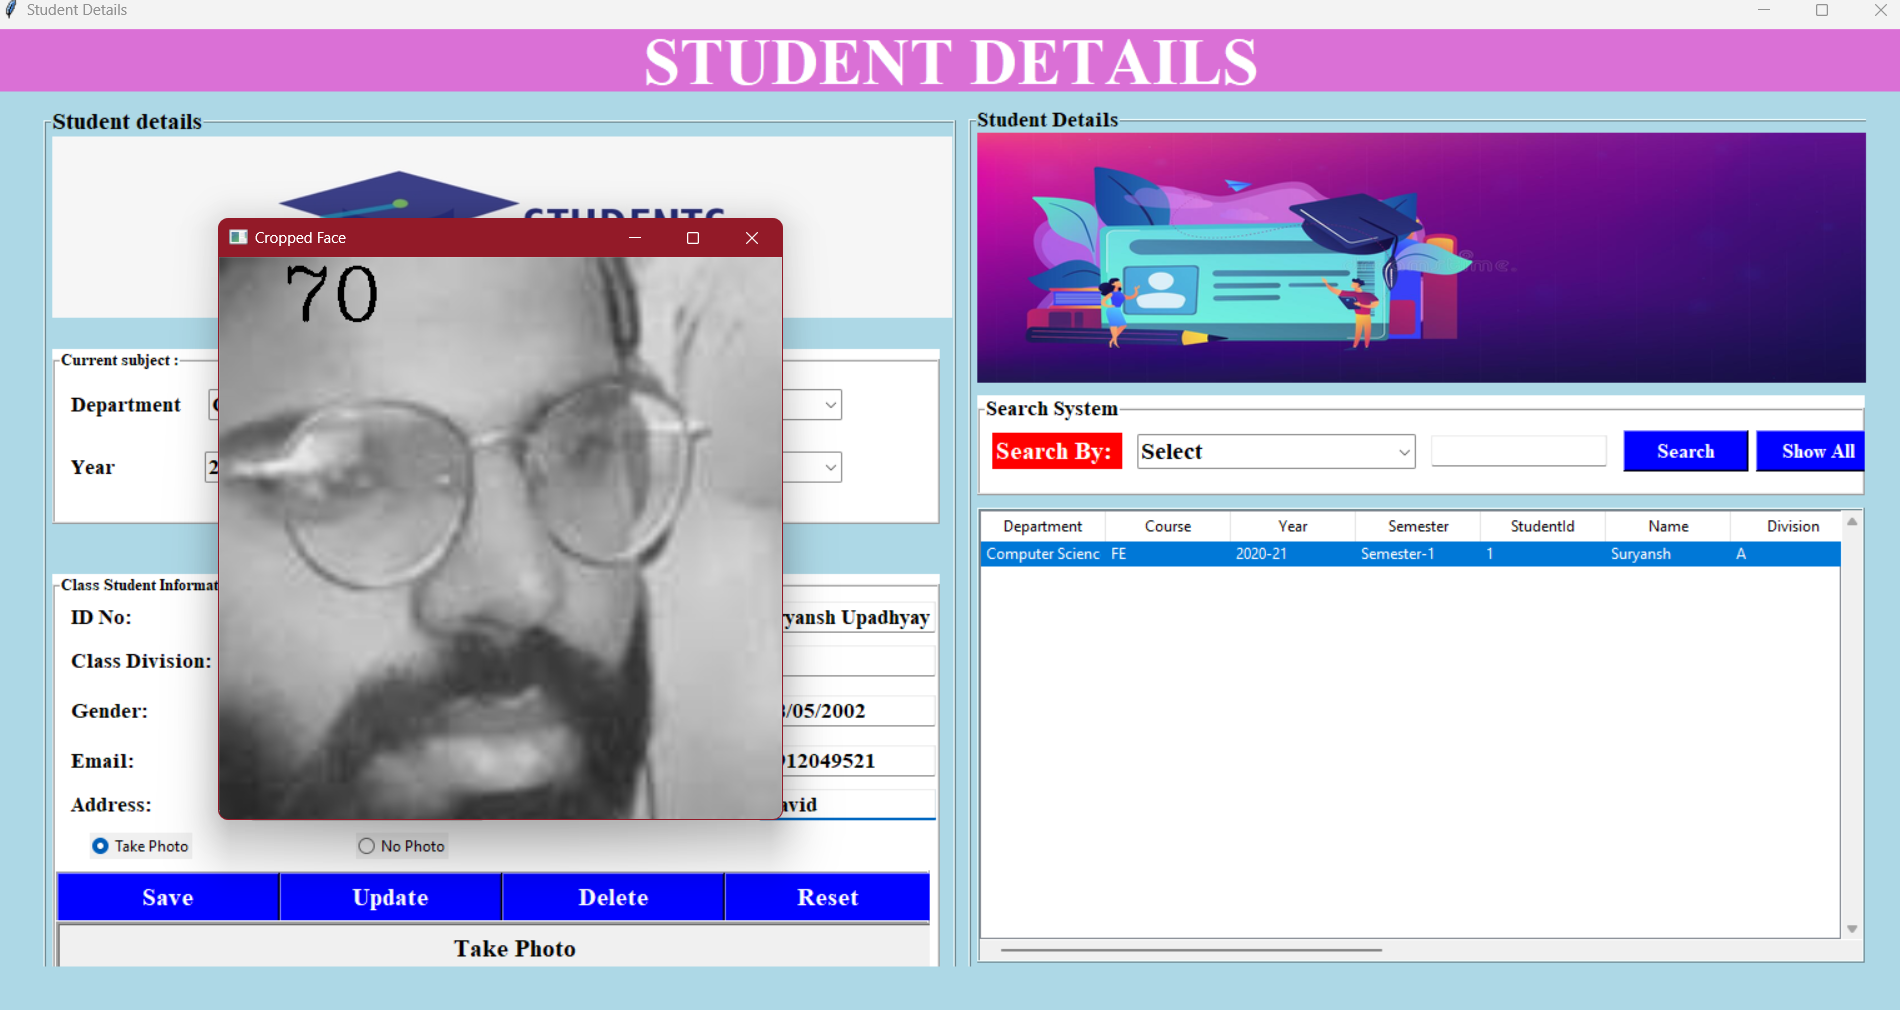 Student Details
STUDENT DETAILS
Student details
STUDENTS
Cropped Face
70
Current subject :
Department
Year
2
Class Student Informat
ID No:
yansh Upadhyay
Class Division:
Gender:
/05/2002
Email:
12049521
Address:
avid
Take Photo
No Photo
Save Update Delete Reset
Take Photo
Student Details
Search System
Search By: Select Search Show All
Department Course Year Semester StudentId Name Division
Computer Scienc FE 2020-21 Semester-1 1 Suryansh A